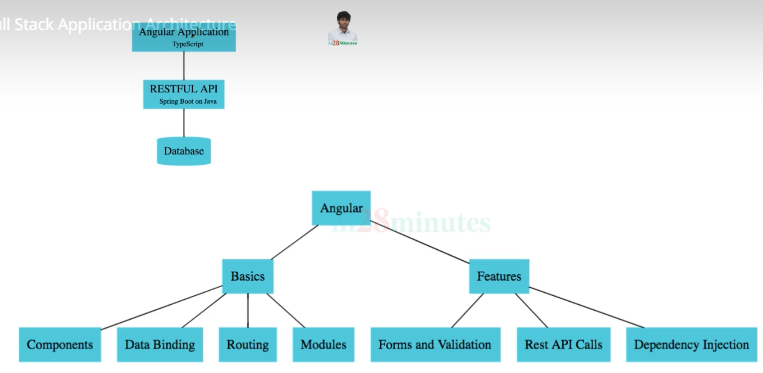 ll Stack Application Architecture
Angular Application
TypeScript
in28Minutes
RESTFUL API
Spring Boot on Java
Database
Angular
in28minutes
Basics
Features
Components
Data Binding
Routing
Modules
Forms and Validation
Rest API Calls
Dependency Injection